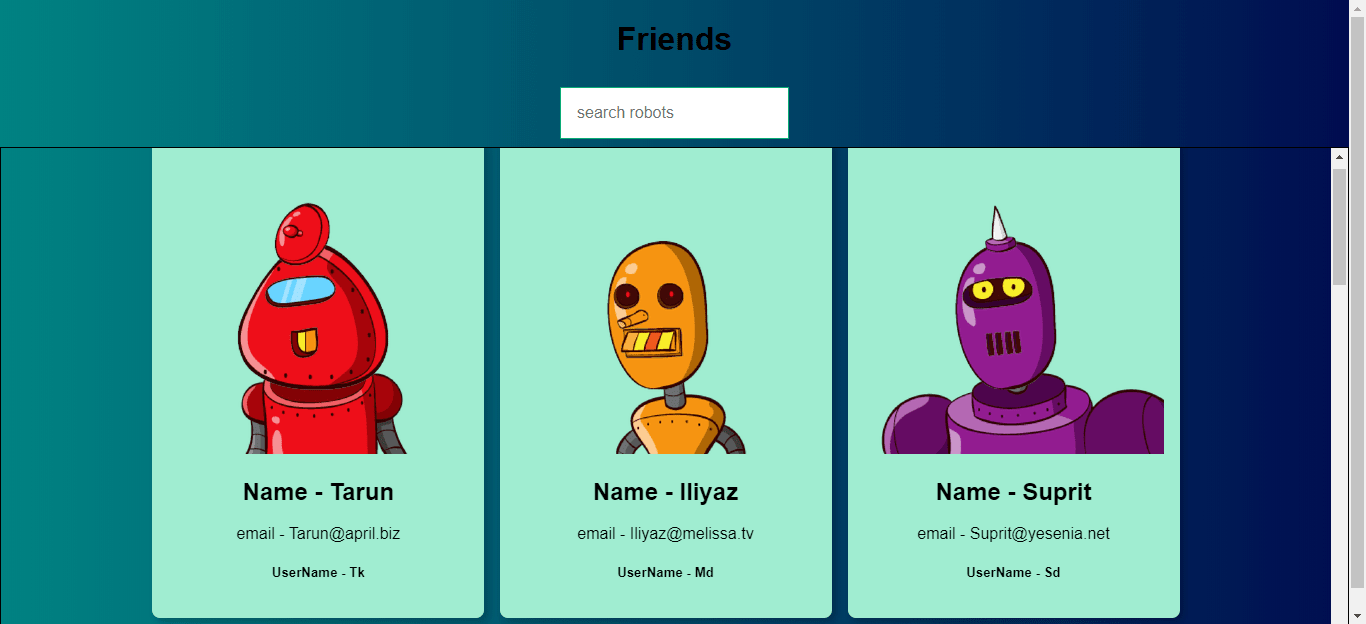 Friends
search robots
Name - Tarun
email - Tarun@april.biz
UserName - Tk
Name - Iliyaz
email - Iliyaz@melissa.tv
UserName - Md
Name - Suprit
email - Suprit@yesenia.net
UserName - Sd